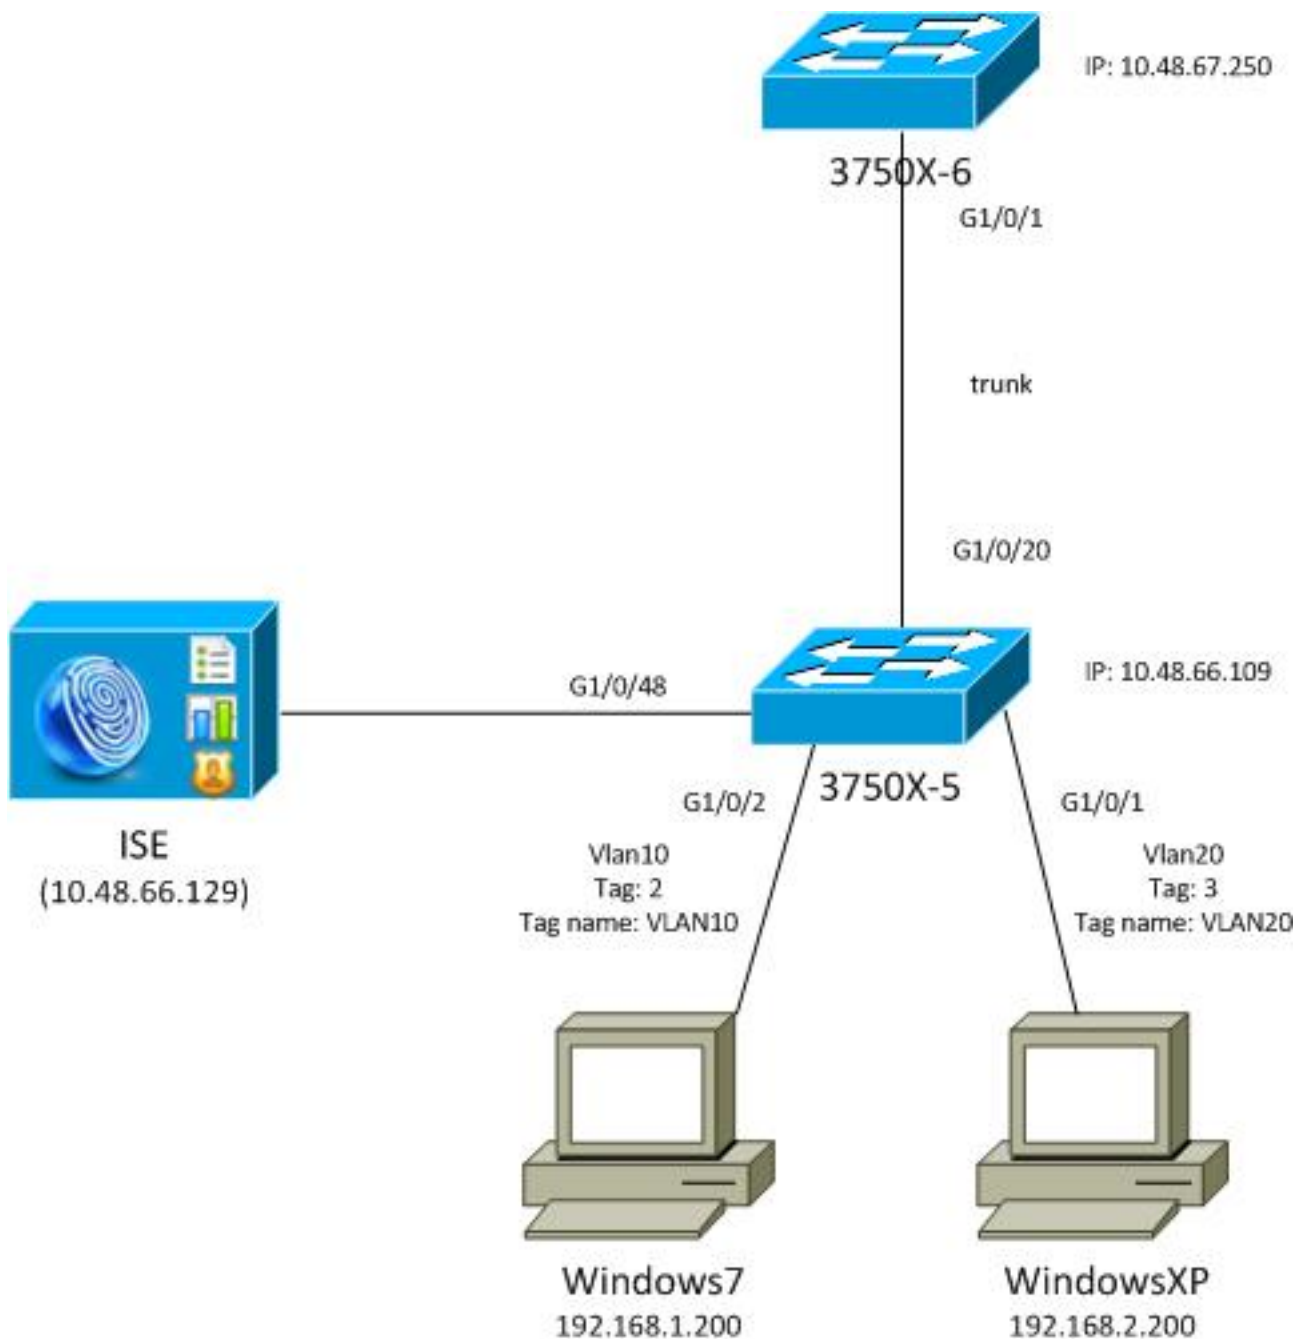 IP: 10.48.67.250
3750X-6
G1/0/1
trunk
G1/0/20
IP: 10.48.66.109
G1/0/48
3750X-5
G1/0/2
G1/0/1
ISE
(10.48.66.129)
Vlan10
Tag: 2
Tag name: VLAN10
Vlan20
Tag: 3
Tag name: VLAN20
Windows7
192.168.1.200
WindowsXP
192.168.2.200